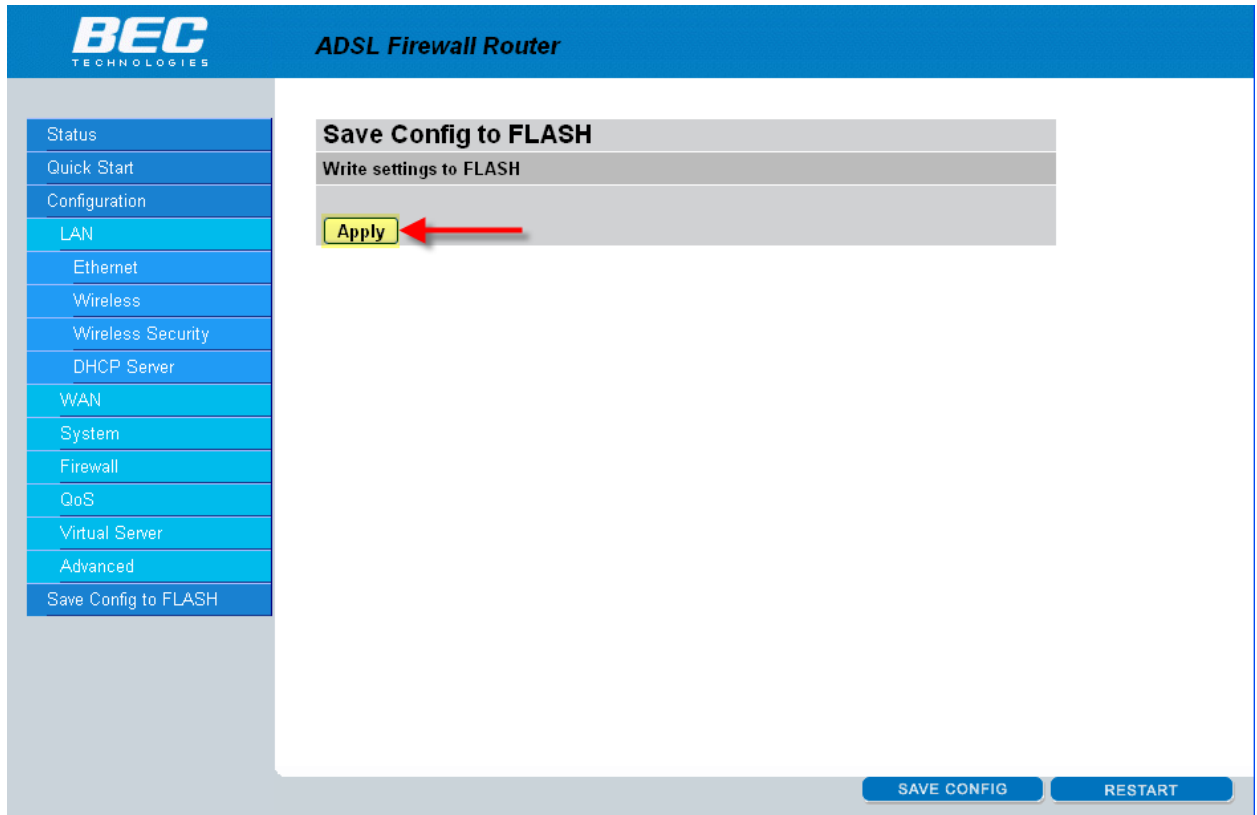 BEC
TECHNOLOGIES
ADSL Firewall Router
Status
Quick Start
Configuration
LAN
Ethernet
Wireless
Wireless Security
DHCP Server
WAN
System
Firewall
QoS
Virtual Server
Advanced
Save Config to FLASH
Save Config to FLASH
Write settings to FLASH
Apply
SAVE CONFIG
RESTART